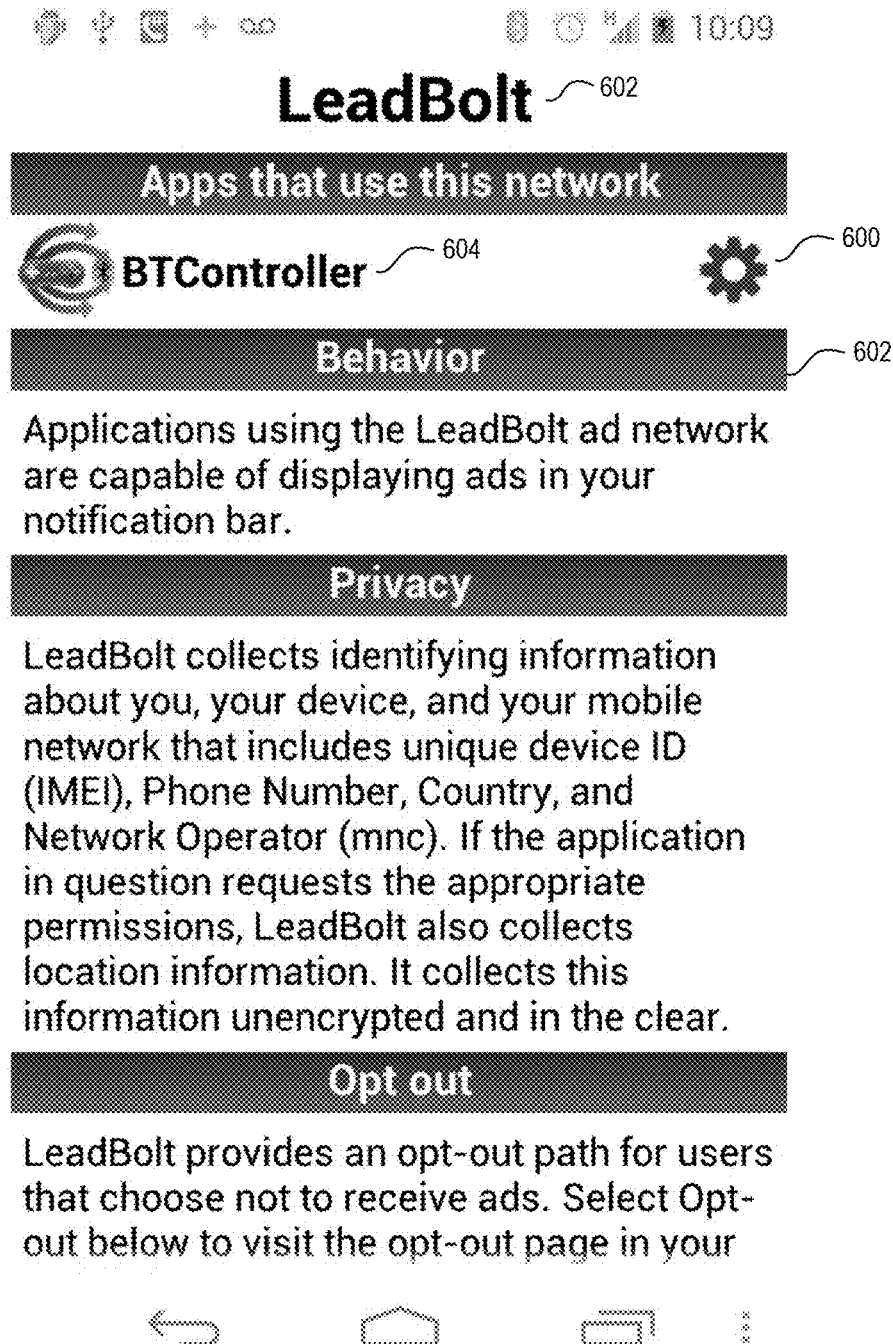 10:09
LeadBolt 602
Apps that use this network
BTController 604 600
Behavior 602
Applications using the LeadBolt ad network
are capable of displaying ads in your
notification bar.
Privacy
LeadBolt collects identifying information
about you, your device, and your mobile
network that includes unique device ID
(IMEI), Phone Number, Country, and
Network Operator (mnc). If the application
in question requests the appropriate
permissions, LeadBolt also collects
location information. It collects this
information unencrypted and in the clear.
Opt out
LeadBolt provides an opt-out path for users
that choose not to receive ads. Select Opt-
out below to visit the opt-out page in your